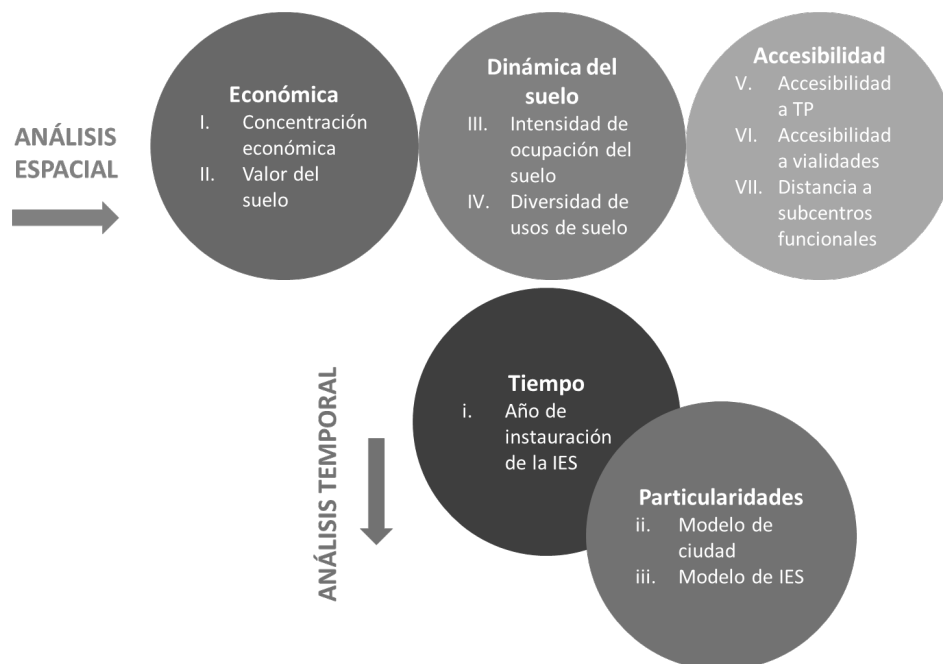 ANÁLISIS
ESPACIAL
Económica
I. Concentración
económica
II. Valor del
suelo
Dinámica del
suelo
III. Intensidad de
ocupación del
suelo
IV. Diversidad de
usos de suelo
Accesibilidad
V. Accesibilidad
a TP
VI. Accesibilidad
a vialidades
VII. Distancia a
subcentros
funcionales
ANÁLISIS TEMPORAL
Tiempo
i. Año de
instauración
de la IES
Particularidades
ii. Modelo de
ciudad
iii. Modelo de IES